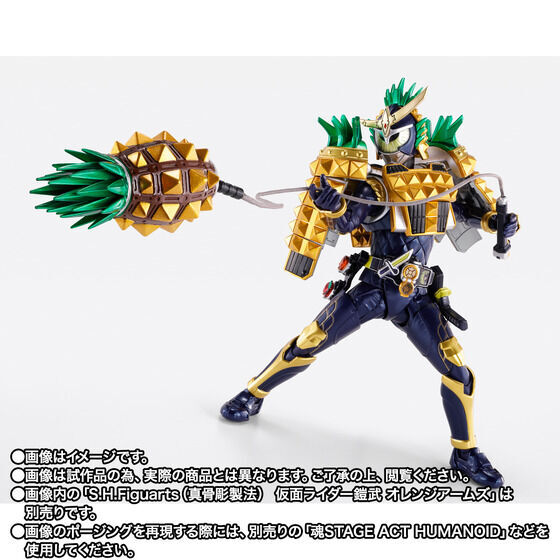 ●画像はイメージです。
●画像は試作品の為、実際の商品とは異なります。ご了承の上、閲覧ください。
●画像内の「S.H.Figuarts（真骨彫製法） 仮面ライダー鎧武 オレンジアームズ」は
別売りです。
●画像のポージングを再現する際には、別売りの「魂STAGE ACT HUMANOID」などを
使用してください。